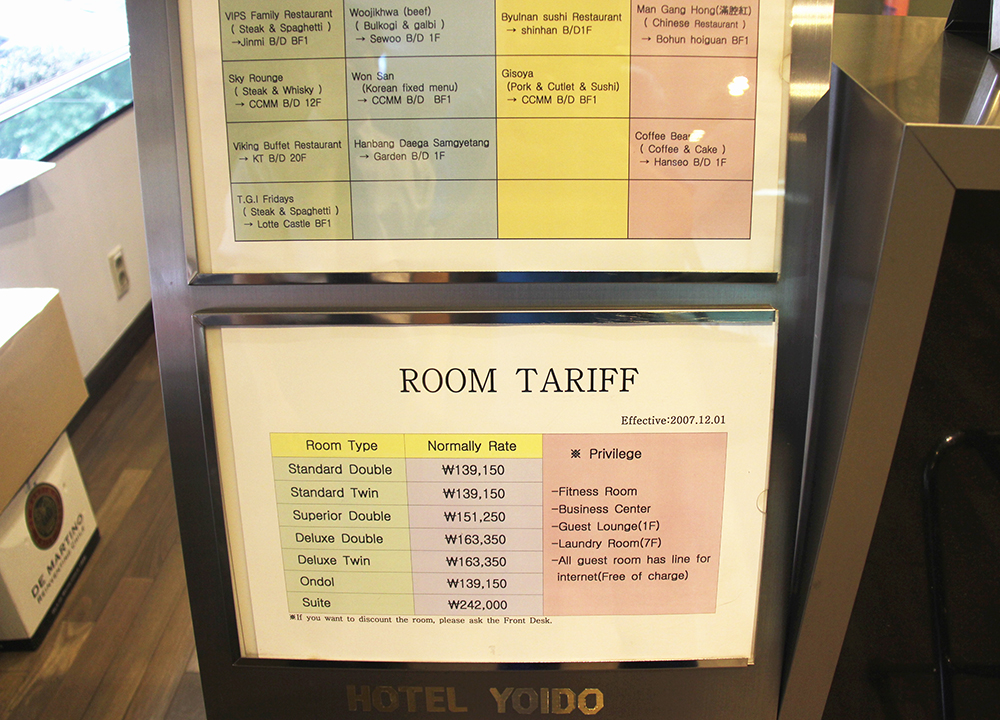 VIPS Family Restaurant
( Steak & Spaghetti )
→Jinmi B/D BF1
Woojikhwa (beef)
( Bulkogi & galbi )
→ Sewoo B/D 1F
Byulnan sushi Restaurant
→ shinhan B/D1F
Man Gang Hong(滿腔紅)
( Chinese Restaurant )
→ Bohun hoiguan BF1
Sky Rounge
( Steak & Whisky )
→ CCMM B/D 12F
Won San
(Korean fixed menu)
→ CCMM B/D BF1
Gisoya
(Pork & Cutlet & Sushi)
→ CCMM B/D BF1
Viking Buffet Restaurant
→ KT B/D 20F
Hanbang Daega Samgyetang
→ Garden B/D 1F
Coffee
( Coffee & Cake )
→ Hanseo B/D 1F
T.G.I Fridays
( Steak & Spaghetti )
→ Lotte Castle BF1
ROOM TARIFF
Effective:2007.12.01
Room Type Normally Rate
Standard Double ₩139,150
Standard Twin ₩139,150
Superior Double ₩151,250
Deluxe Double ₩163,350
Deluxe Twin ₩163,350
Ondol ₩139,150
Suite ₩242,000
※ Privilege
-Fitness Room
-Business Center
-Guest Lounge(1F)
-Laundry Room(7F)
-All guest room has line for
internet(Free of charge)
※If you want to discount the room, please ask the Front Desk.
HOTEL YOIDO
DE MARTINO